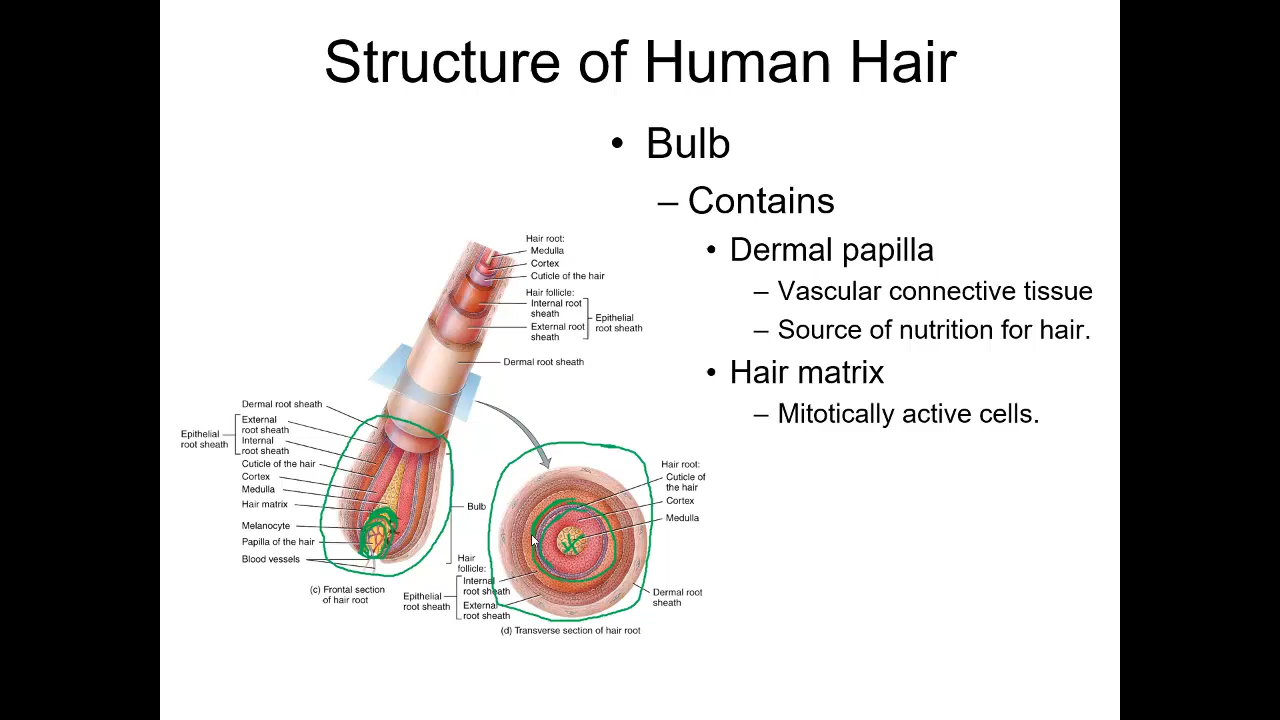 Structure of Human Hair
• Bulb
– Contains
• Dermal papilla
– Vascular connective tissue
– Source of nutrition for hair.
• Hair matrix
– Mitotically active cells.
Hair root:
Medulla
Cortex
Cuticle of the hair
Hair follicle:
Internal root
sheath
External root
sheath
Epithelial
root sheath
Dermal root sheath
Dermal root sheath
Epithelial
root sheath
External
root sheath
Internal
root sheath
Cuticle of the hair
Cortex
Medulla
Hair matrix
Melanocyte
Papilla of the hair
Blood vessels
Bulb
(c) Frontal section
of hair root
Hair root:
Cuticle of
the hair
Cortex
Medulla
Hair
follicle:
Epithelial
root sheath
Internal
root sheath
External
root sheath
Dermal root
sheath
(d) Transverse section of hair root